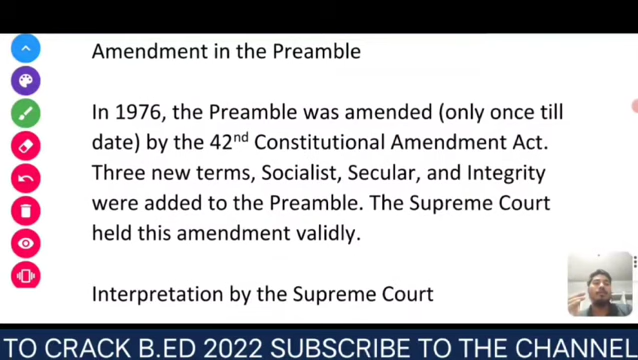 Amendment in the Preamble
In 1976, the Preamble was amended (only once till
date) by the 42nd Constitutional Amendment Act.
Three new terms, Socialist, Secular, and Integrity
were added to the Preamble. The Supreme Court
held this amendment validly.
Interpretation by the Supreme Court
TO CRACK B.ED 2022 SUBSCRIBE TO THE CHANNEL